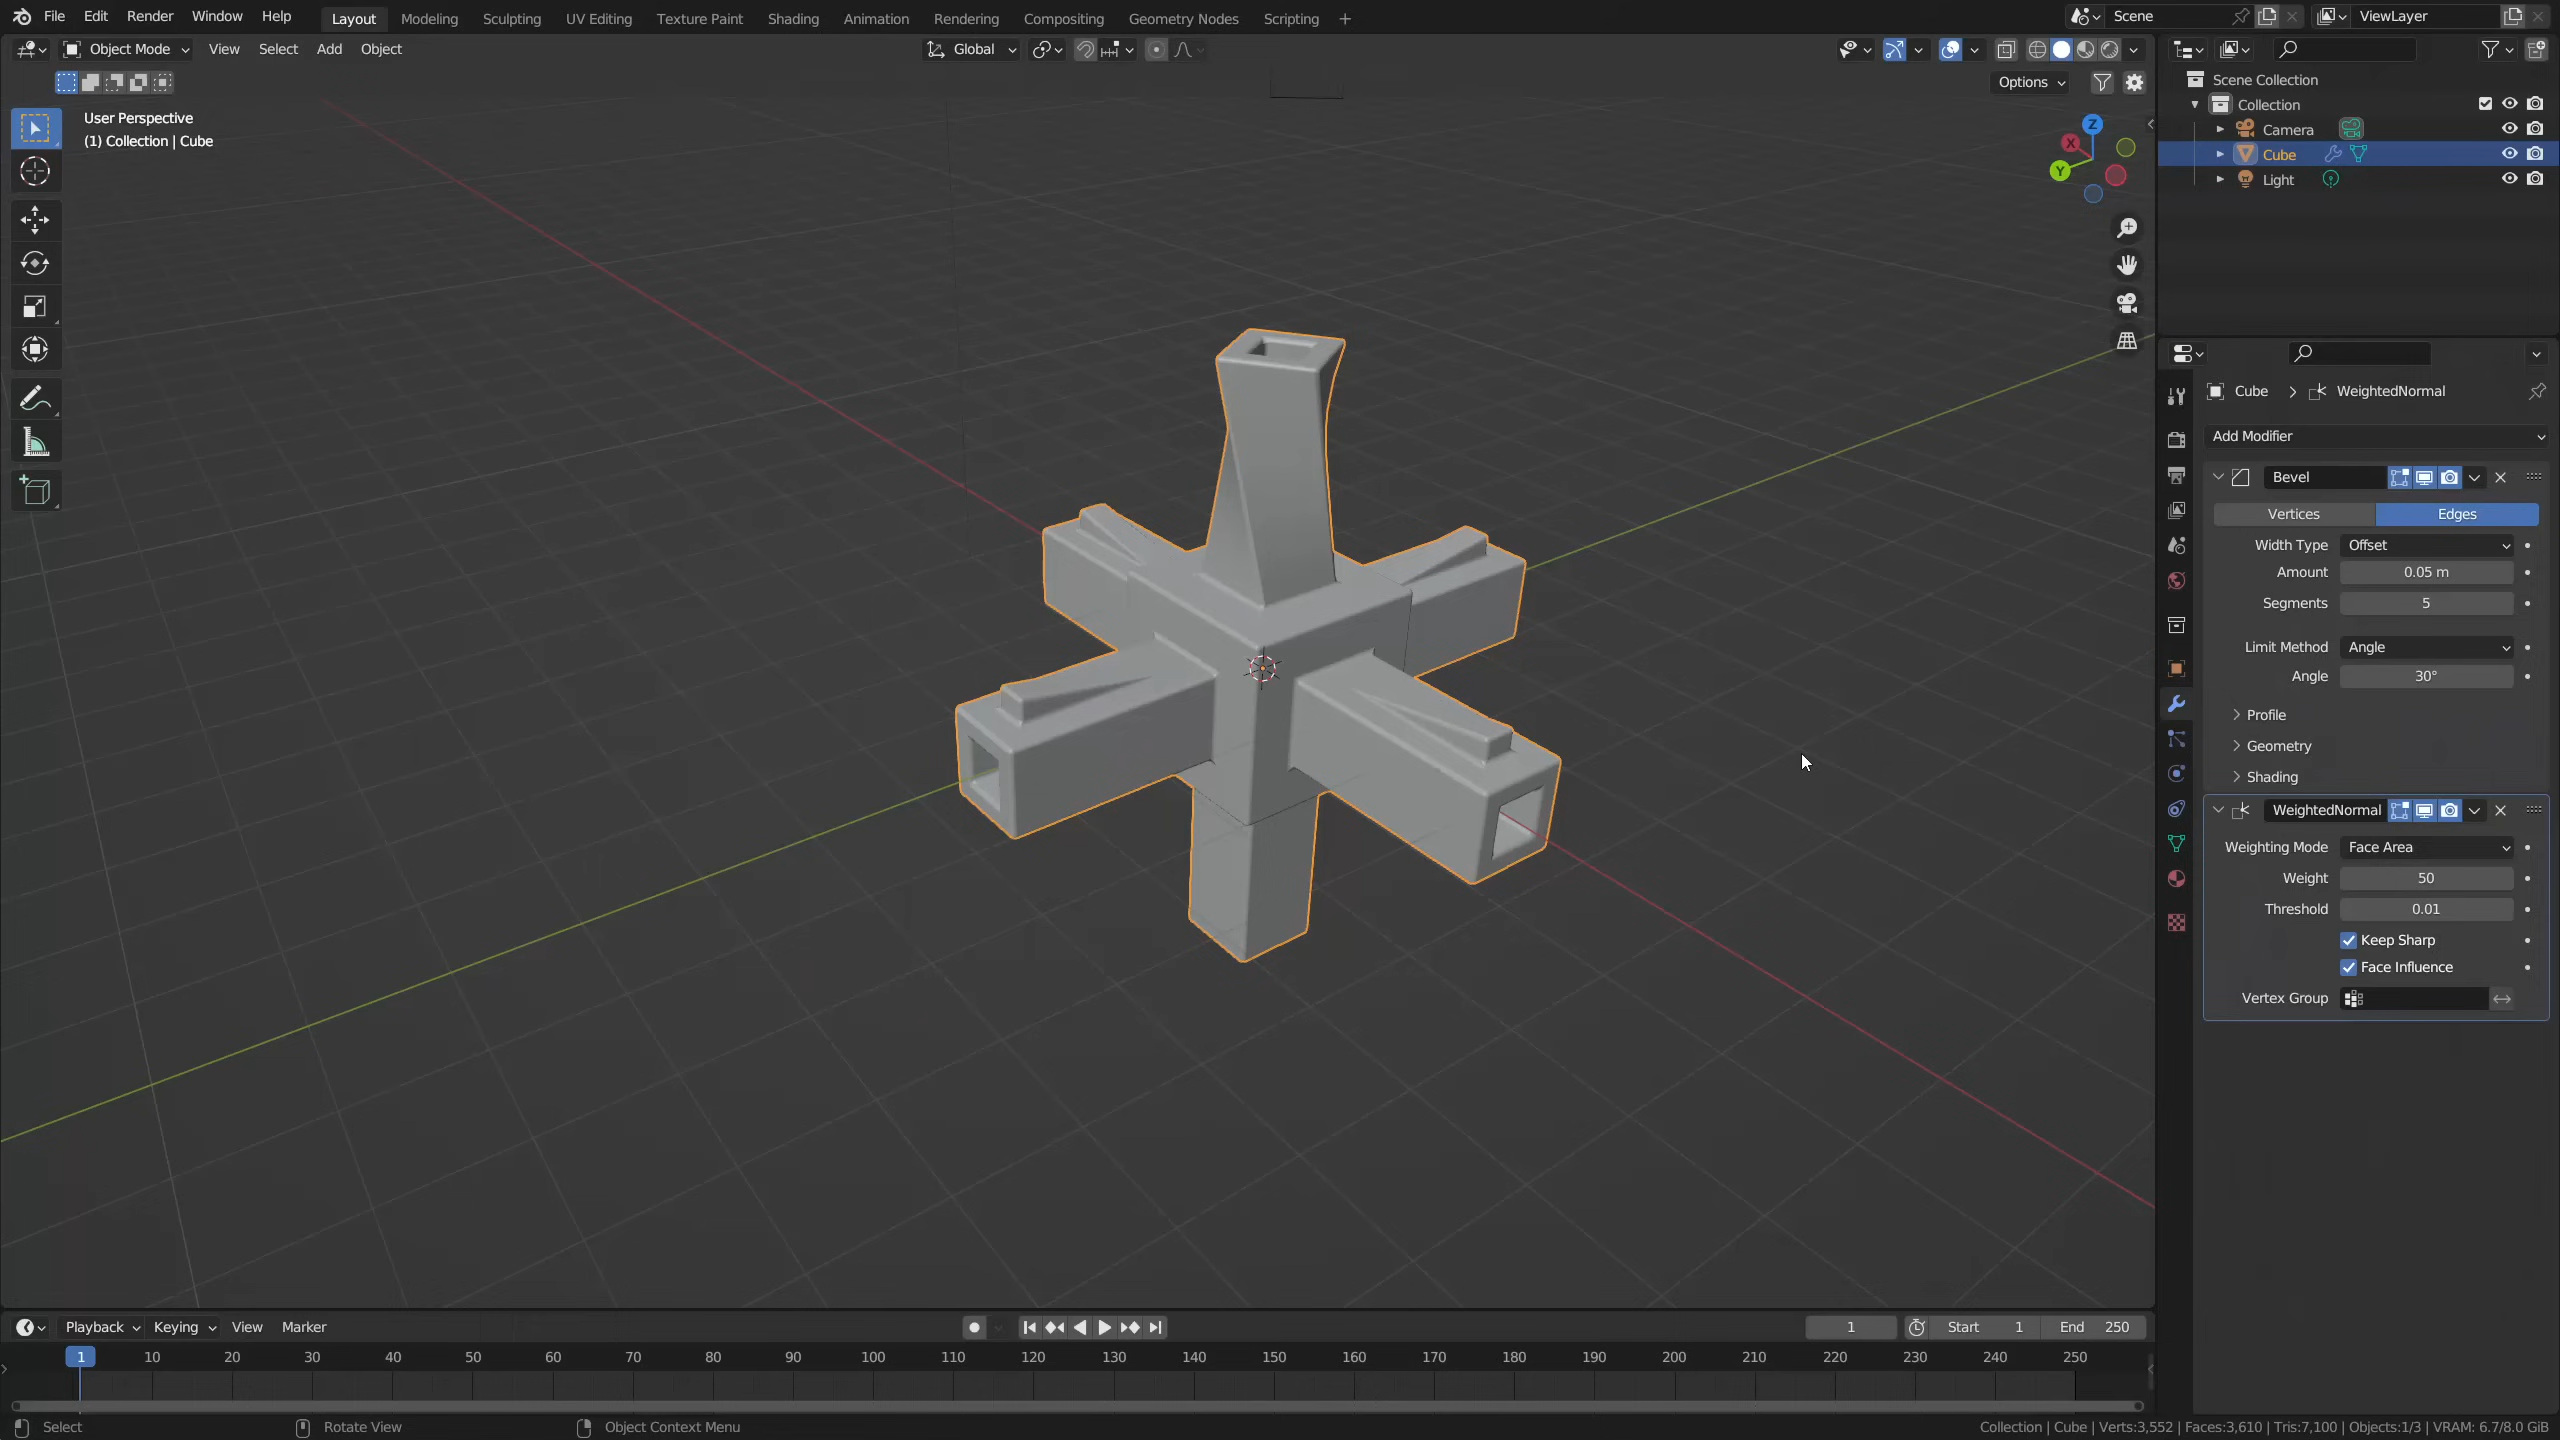 File Edit Render Window Help Layout Modeling Sculpting UV Editing Texture Paint Shading Animation Rendering Compositing Geometry Nodes Scripting + Scene ViewLayer
Object Mode View Select Add Object Global
Options
User Perspective
(1) Collection | Cube
Z
X
Y
Scene Collection
Collection
Camera
Cube
Light
Cube > WeightedNormal
Add Modifier
Bevel
Vertices Edges
Width Type Offset
Amount 0.05 m
Segments 5
Limit Method Angle
Angle 30°
Profile
Geometry
Shading
WeightedNormal
Weighting Mode Face Area
Weight 50
Threshold 0.01
Keep Sharp
Face Influence
Vertex Group
Playback Keying View Marker 1 Start 1 End 250
1 10 20 30 40 50 60 70 80 90 100 110 120 130 140 150 160 170 180 190 200 210 220 230 240 250
Select Rotate View Object Context Menu Collection | Cube | Verts:3,552 | Faces:3,610 | Tris:7,100 | Objects:1/3 | VRAM: 6.7/8.0 GiB